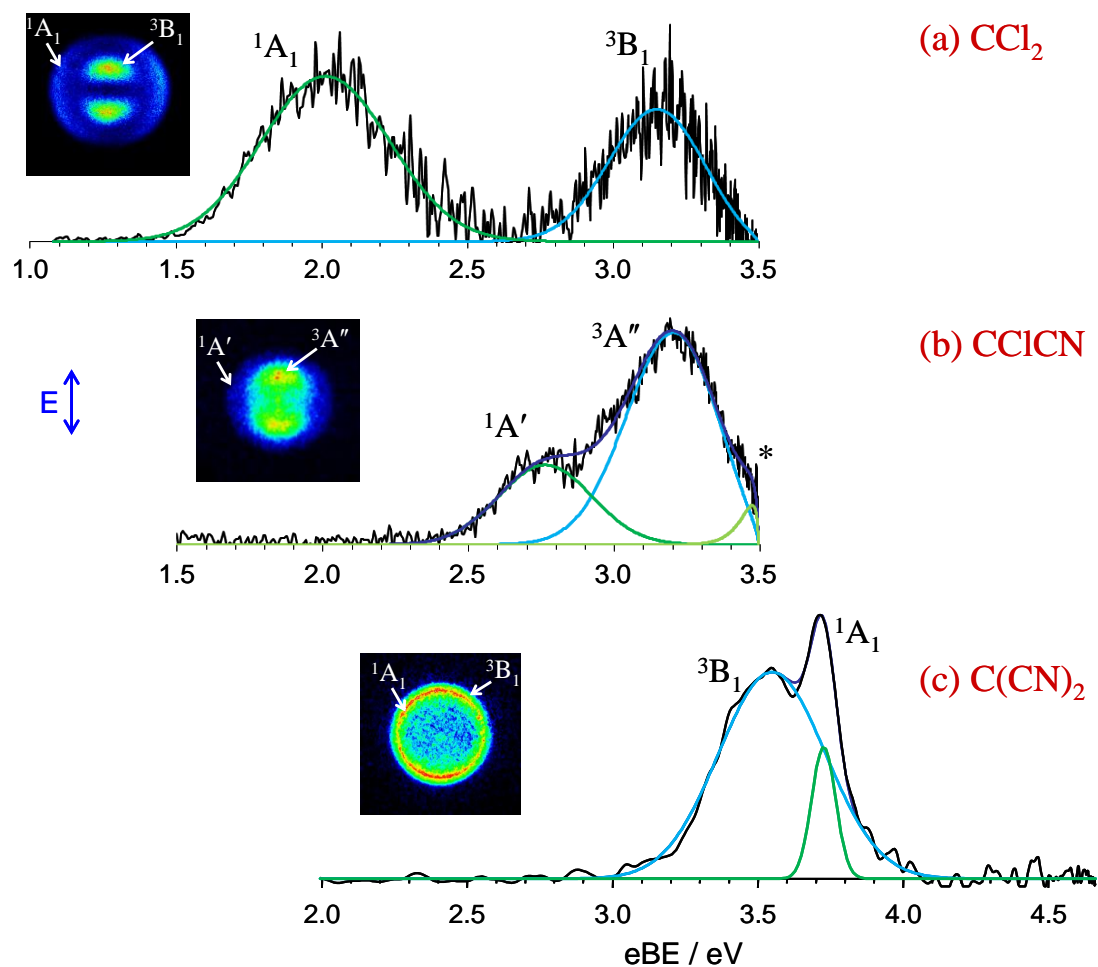 ¹A₁ ³B₁
¹A₁
³B₁
(a) CCl₂
1.0 1.5 2.0 2.5 3.0 3.5
¹A′ ³A″
E
¹A′
³A″
*
(b) CClCN
1.5 2.0 2.5 3.0 3.5
¹A₁ ³B₁
³B₁
¹A₁
(c) C(CN)₂
2.0 2.5 3.0 3.5 4.0 4.5
eBE / eV